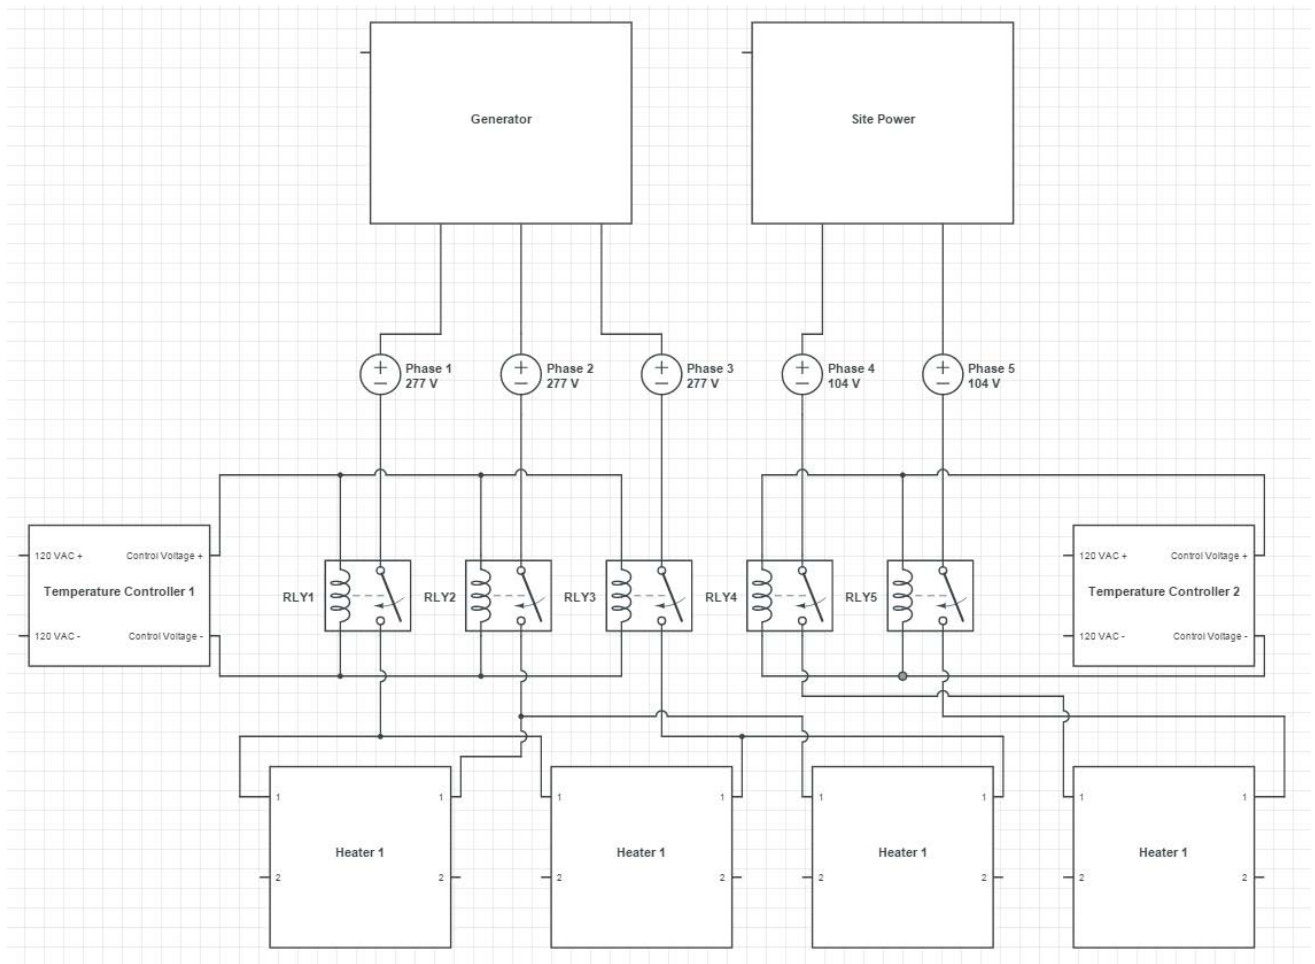 Generator
Site Power
Phase 1
277 V
Phase 2
277 V
Phase 3
277 V
Phase 4
104 V
Phase 5
104 V
120 VAC +
Control Voltage +
Temperature Controller 1
120 VAC -
Control Voltage -
RLY1
RLY2
RLY3
RLY4
RLY5
120 VAC +
Control Voltage +
Temperature Controller 2
120 VAC -
Control Voltage -
1
1
Heater 1
2
2
1
1
Heater 1
2
2
1
1
Heater 1
2
2
1
1
Heater 1
2
2